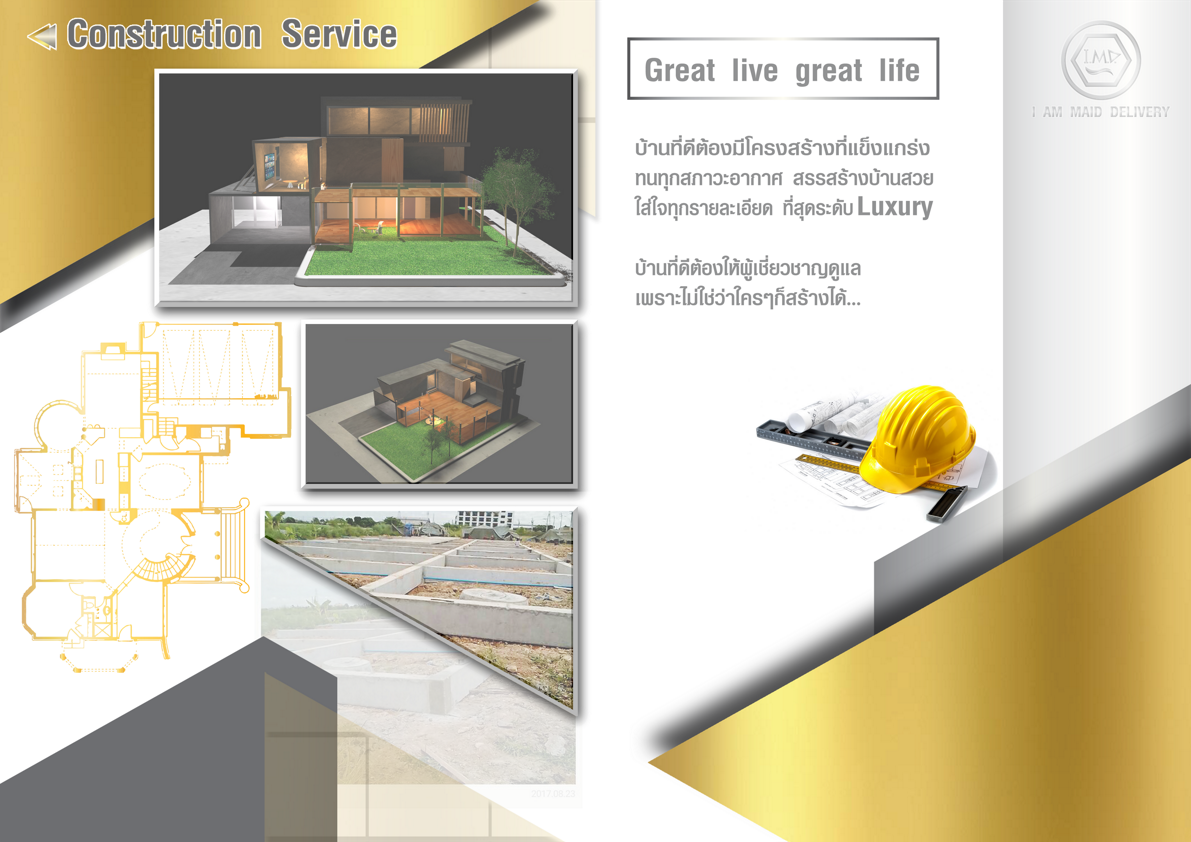 Construction Service
Great live great life
I.M.D
I AM MAID DELIVERY
บ้านที่ดีต้องมีโครงสร้างที่แข็งแกร่ง
ทนทุกสภาวะอากาศ สรรสร้างบ้านสวย
ใส่ใจทุกรายละเอียด ที่สุดระดับ Luxury
บ้านที่ดีต้องให้ผู้เชี่ยวชาญดูแล
เพราะไม่ใช่ว่าใครๆก็สร้างได้...
2017.08.23